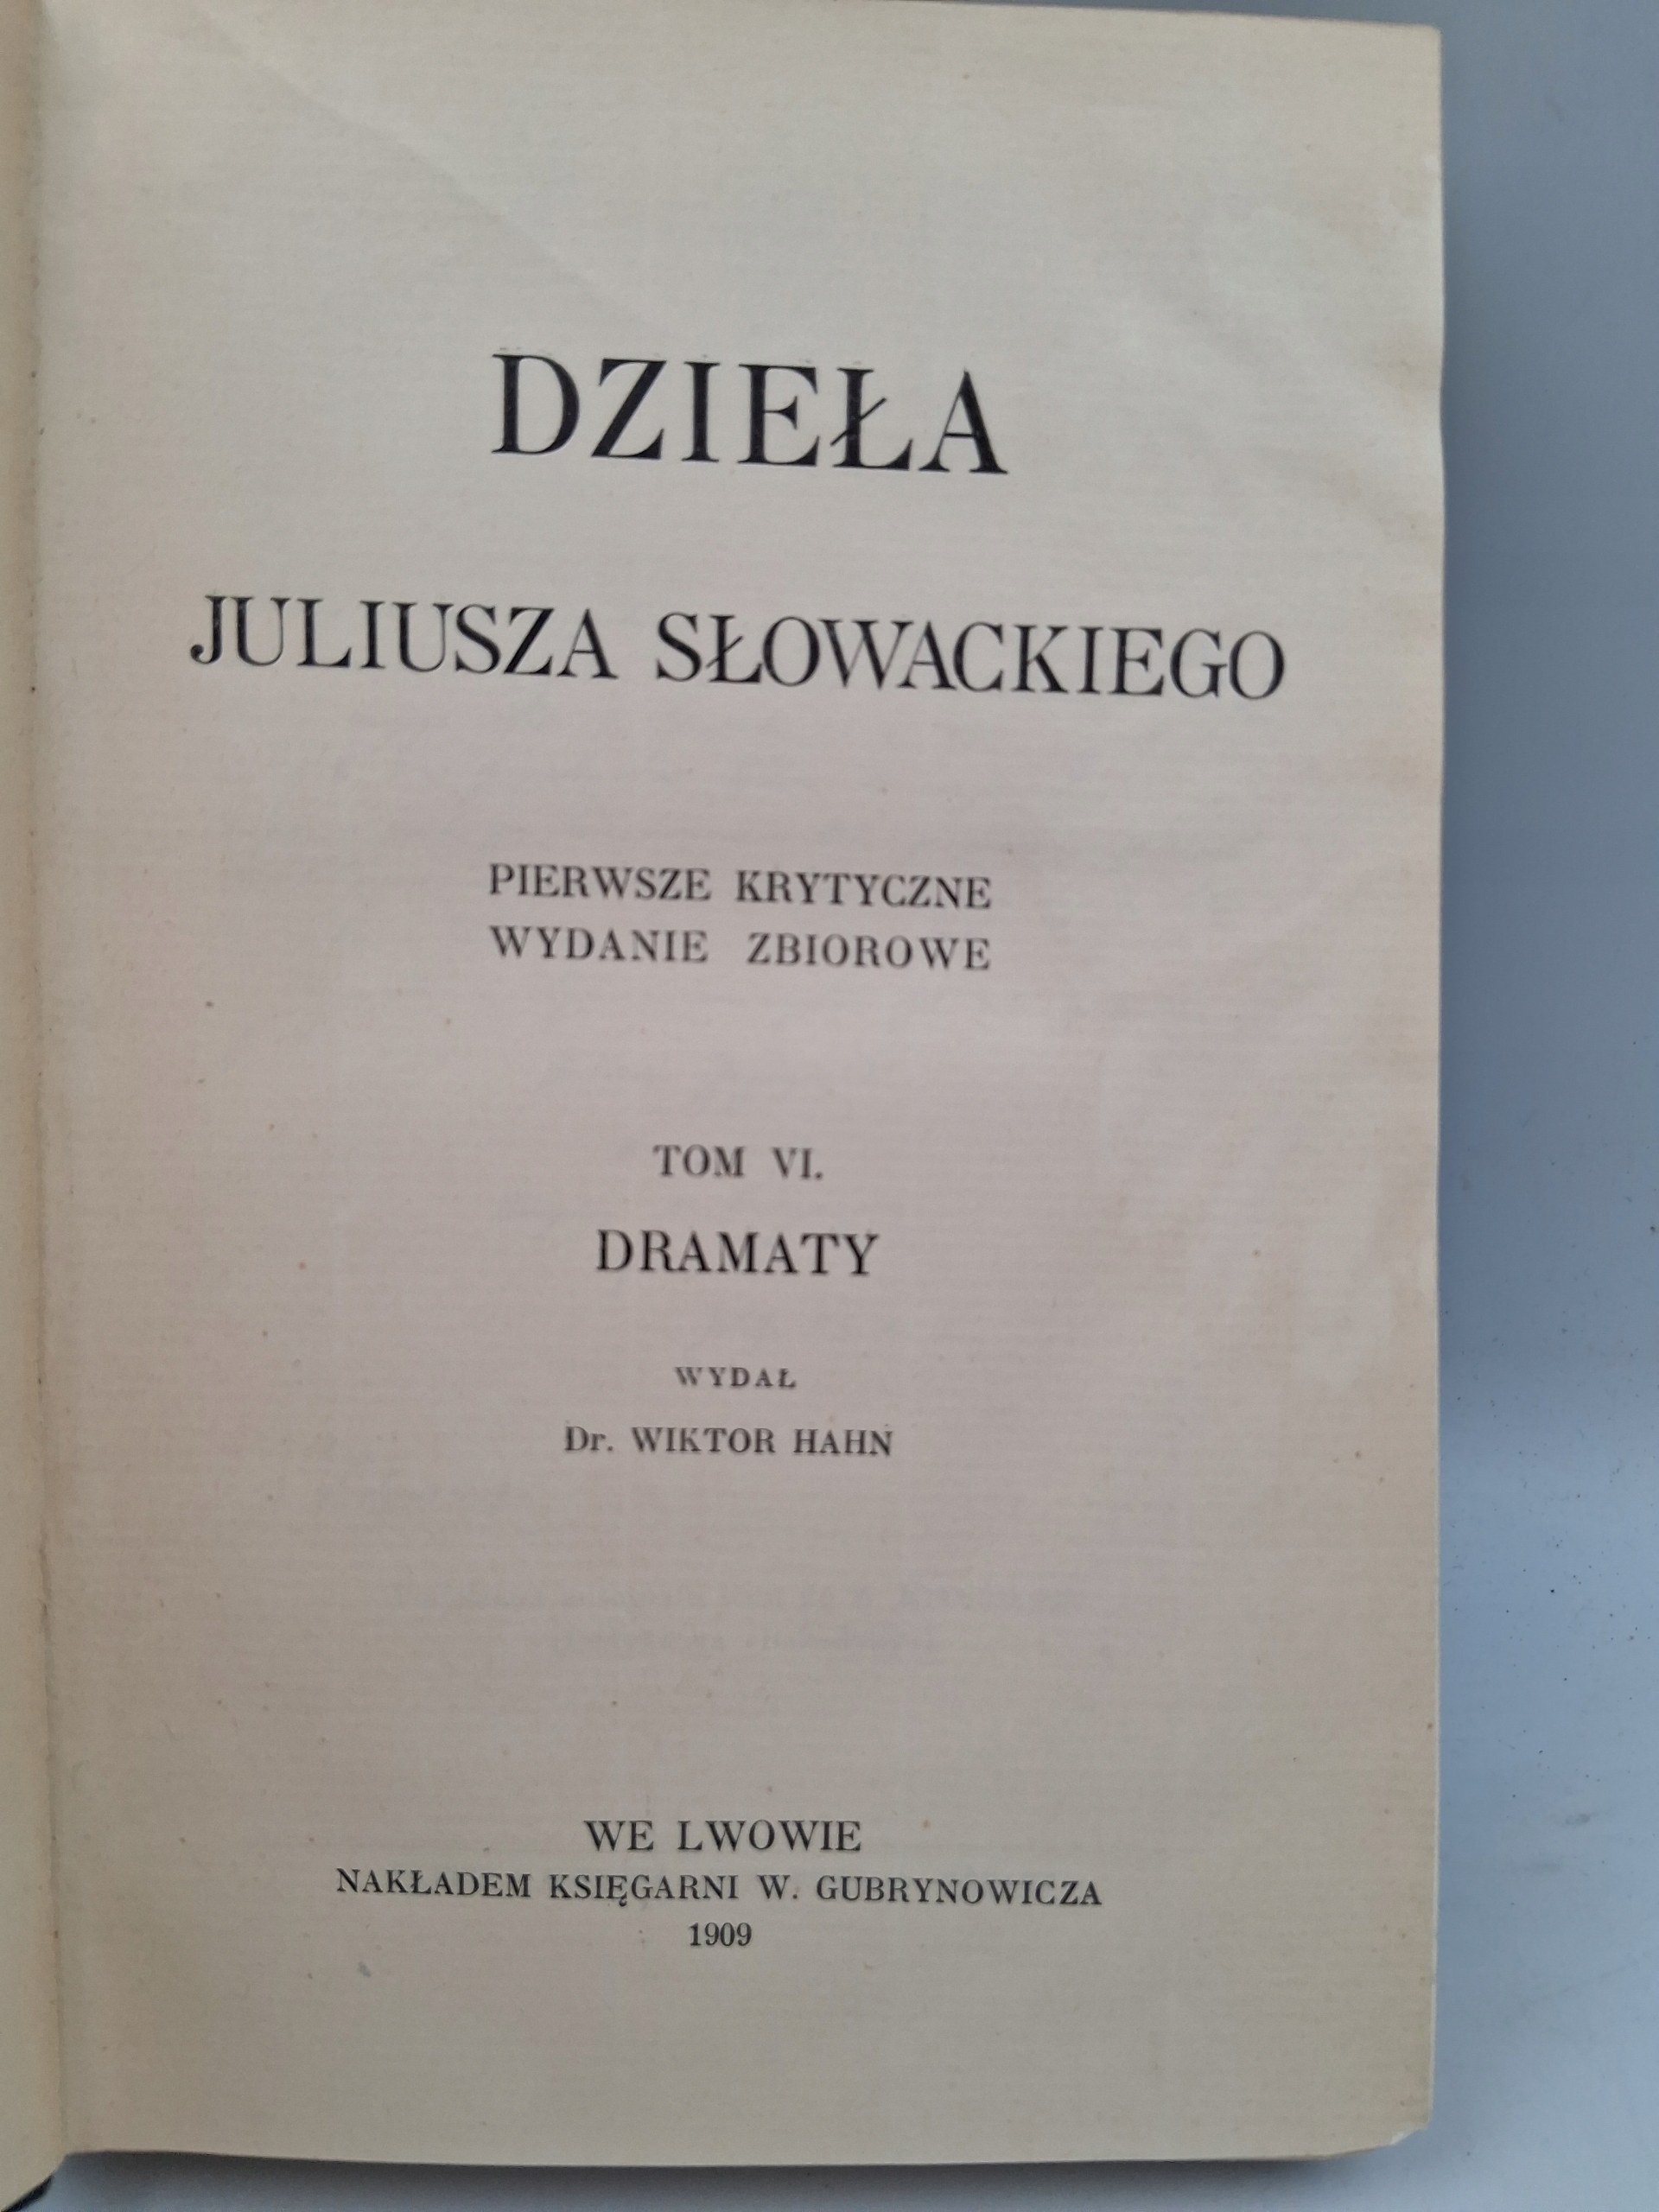 DZIEŁA
JULIUSZA SŁOWACKIEGO
PIERWSZE KRYTYCZNE
WYDANIE ZBIOROWE
TOM VI.
DRAMATY
WYDAŁ
Dr. WIKTOR HAHN
WE LWOWIE
NAKŁADEM KSIĘGARNI W. GUBRYNOWICZA
1909